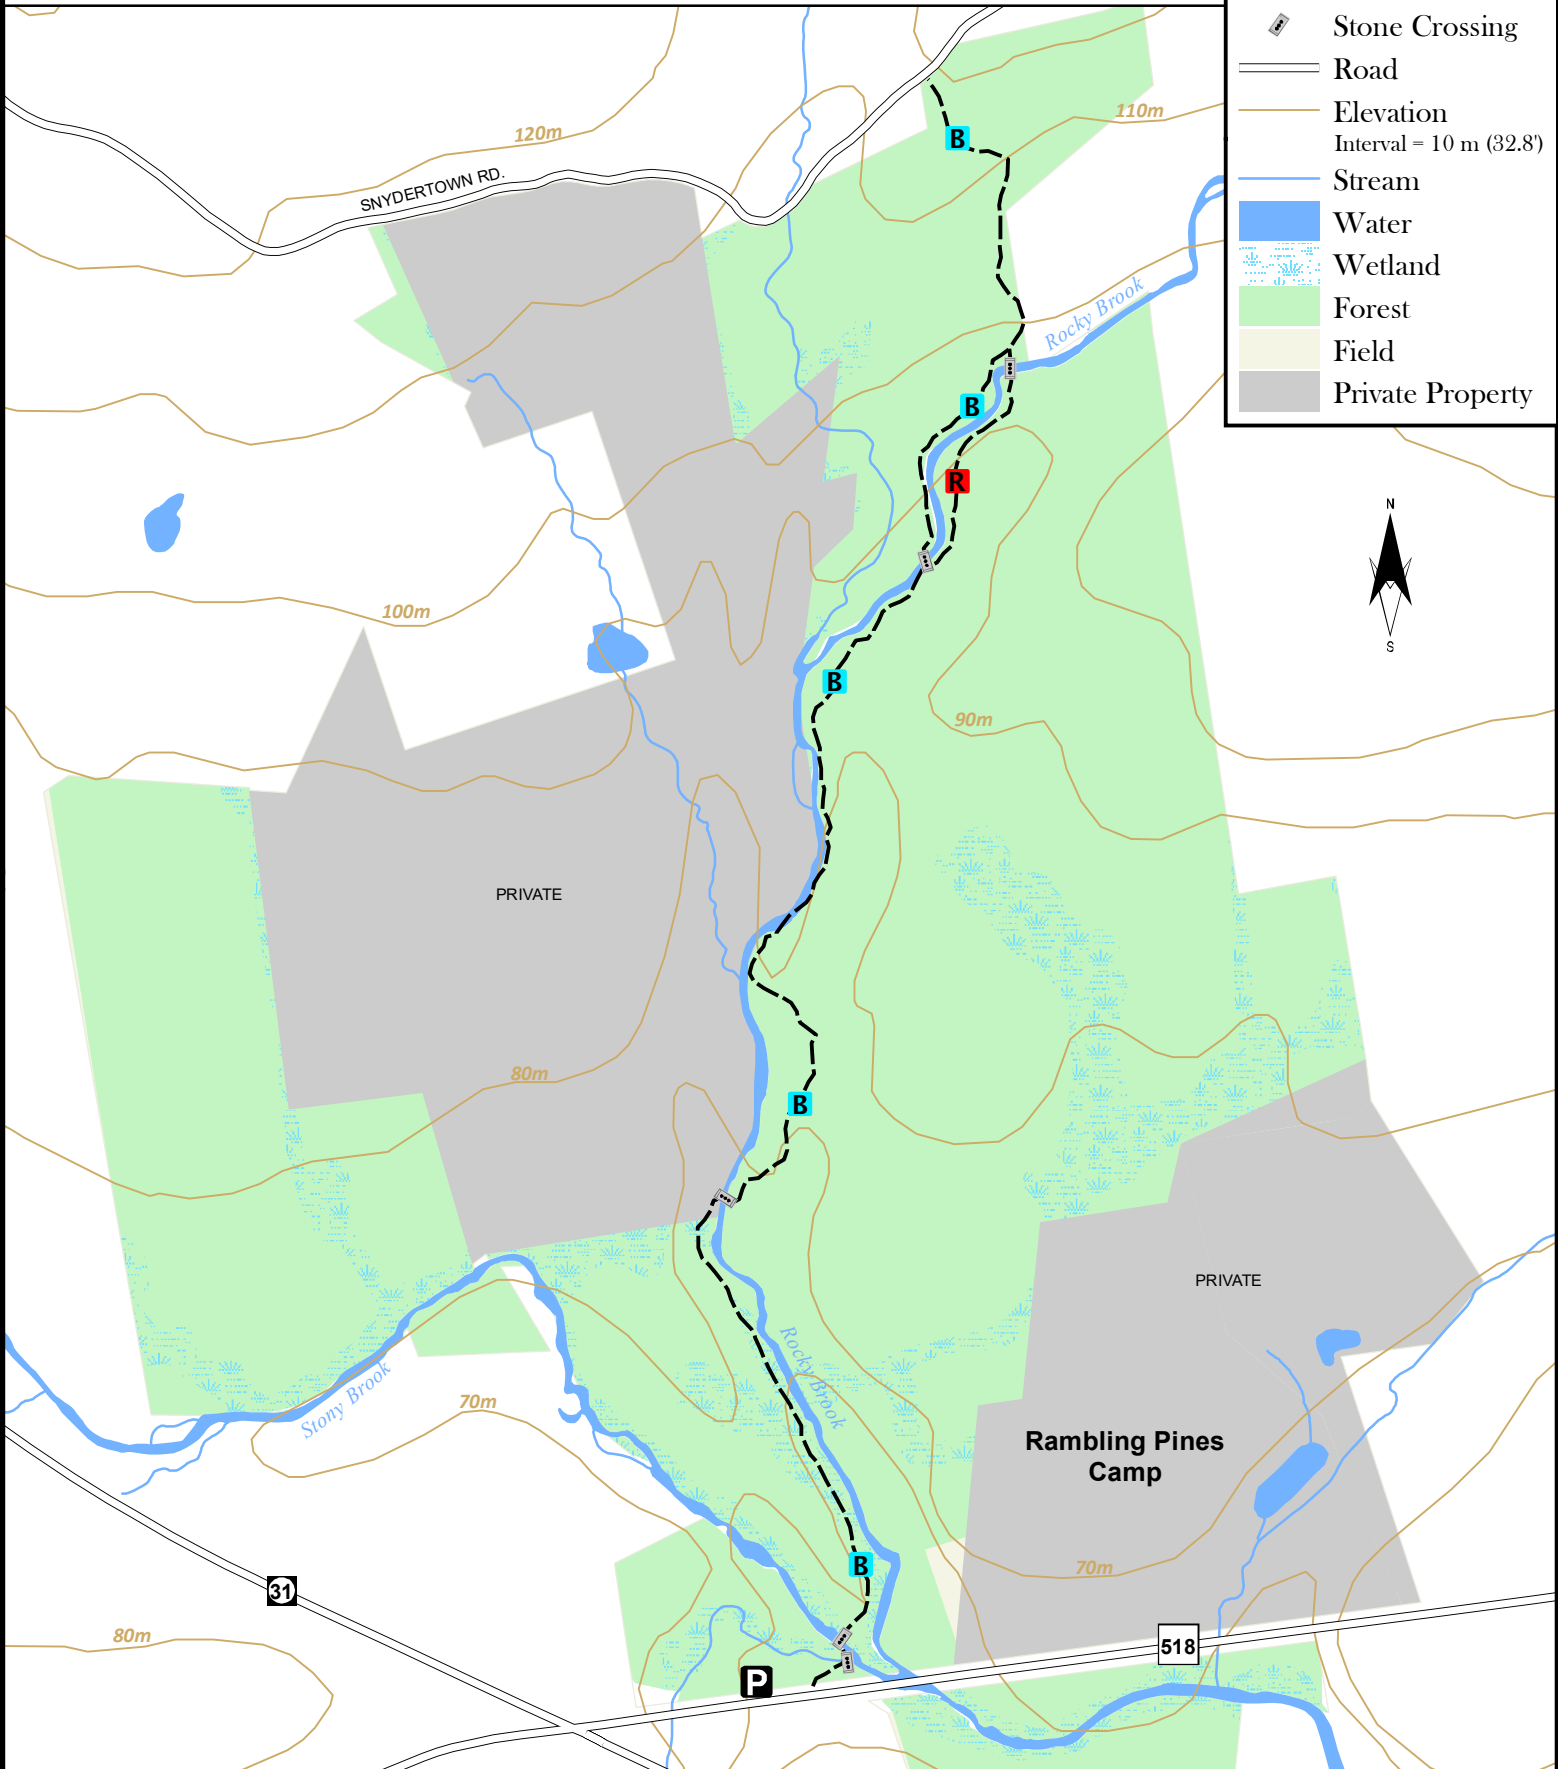 Stone Crossing
Road
Elevation
Interval = 10 m (32.8')
Stream
Water
Wetland
Forest
Field
Private Property
110m
120m
B
SNYDERTOWN RD.
Rocky Brook
B
R
N
S
100m
B
90m
PRIVATE
80m
B
PRIVATE
Rocky Brook
Stony Brook
70m
Rambling Pines
Camp
B
70m
31
80m
518
P